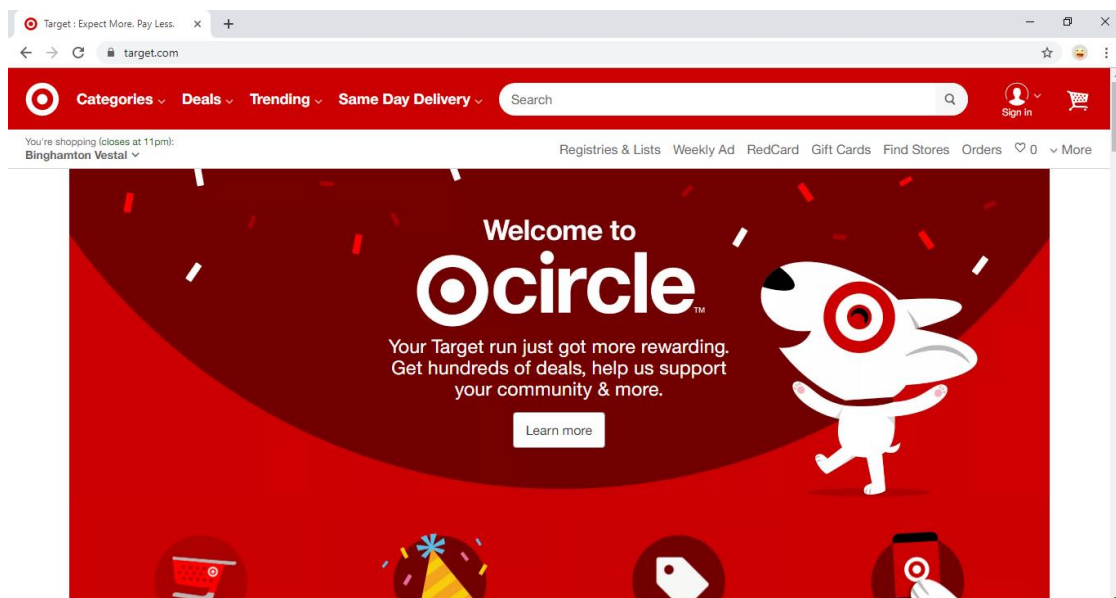 Target : Expect More. Pay Less.
target.com
Categories Deals Trending Same Day Delivery Search Sign in
You're shopping (closes at 11pm):
Binghamton Vestal
Registries & Lists Weekly Ad RedCard Gift Cards Find Stores Orders 0 More
Welcome to
circle™
Your Target run just got more rewarding.
Get hundreds of deals, help us support
your community & more.
Learn more